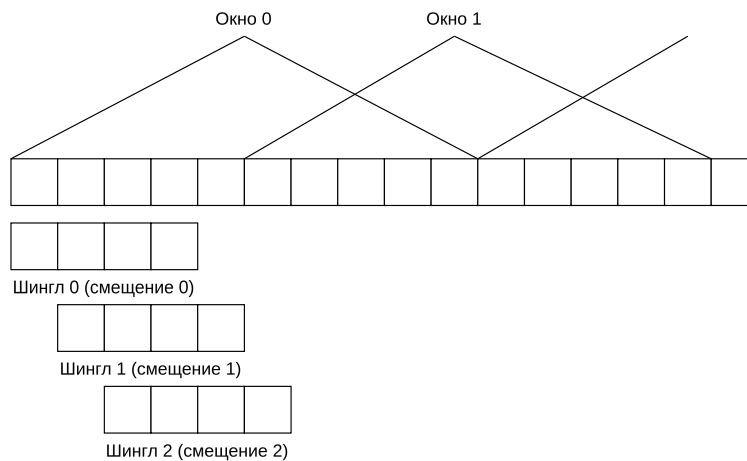 Окно 0
Окно 1
Шингл 0 (смещение 0)
Шингл 1 (смещение 1)
Шингл 2 (смещение 2)